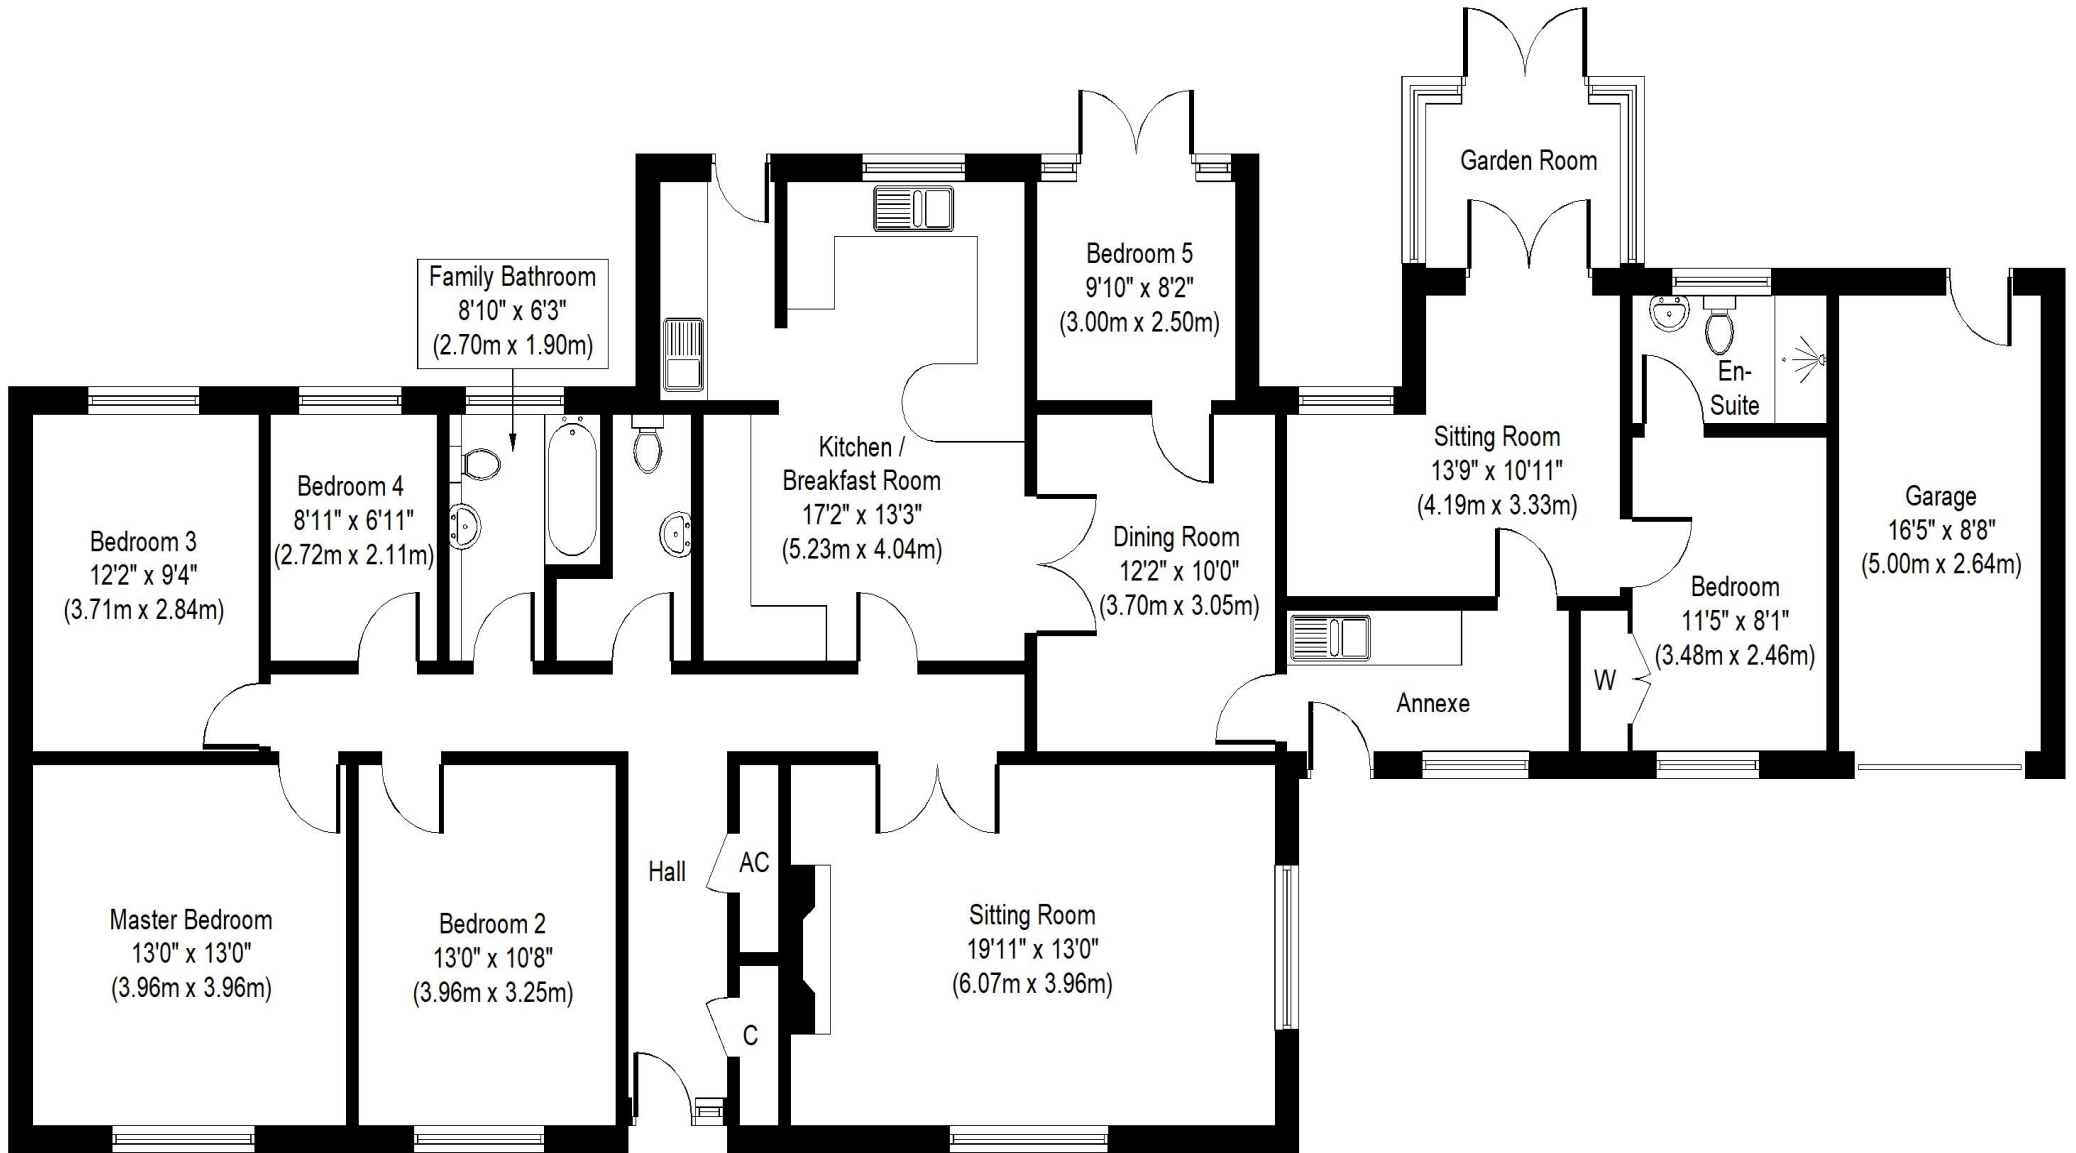 Garden Room
Bedroom 5
9'10" x 8'2"
(3.00m x 2.50m)
Family Bathroom
8'10" x 6'3"
(2.70m x 1.90m)
En-
Suite
Kitchen /
Breakfast Room
17'2" x 13'3"
(5.23m x 4.04m)
Sitting Room
13'9" x 10'11"
(4.19m x 3.33m)
Bedroom 4
8'11" x 6'11"
(2.72m x 2.11m)
Garage
16'5" x 8'8"
(5.00m x 2.64m)
Bedroom 3
12'2" x 9'4"
(3.71m x 2.84m)
Dining Room
12'2" x 10'0"
(3.70m x 3.05m)
Bedroom
11'5" x 8'1"
(3.48m x 2.46m)
W
Annexe
AC
Hall
Master Bedroom
13'0" x 13'0"
(3.96m x 3.96m)
Bedroom 2
13'0" x 10'8"
(3.96m x 3.25m)
Sitting Room
19'11" x 13'0"
(6.07m x 3.96m)
C